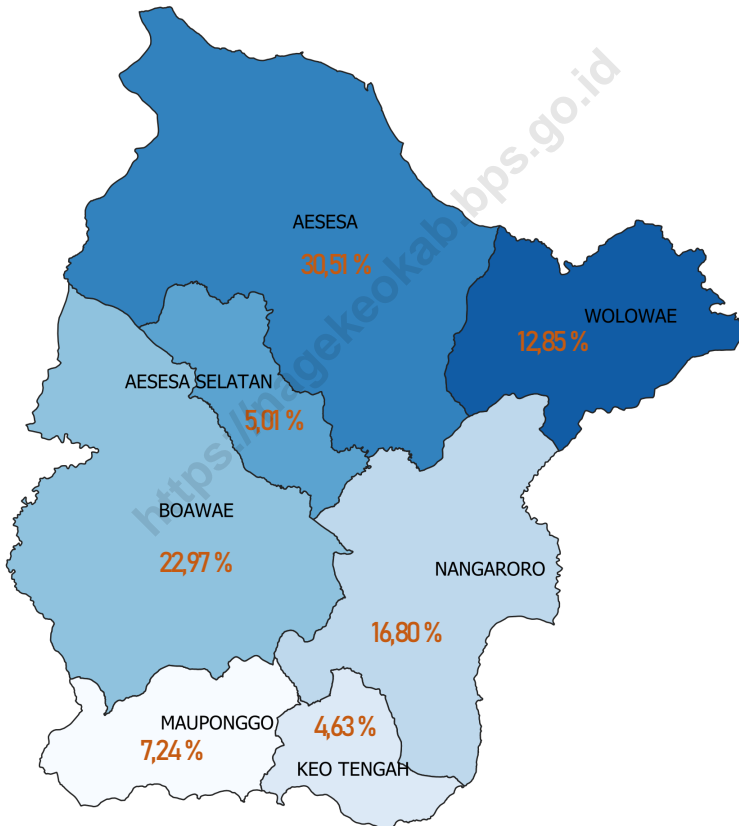 https://nagekeokab.bps.go.id
AESESA
30,51 %
WOLOWAE
12,85 %
AESESA SELATAN
5,01 %
BOAWAE
22,97 %
NANGARORO
16,80 %
MAUPONGGO
7,24 %
4,63 %
KEO TENGAH